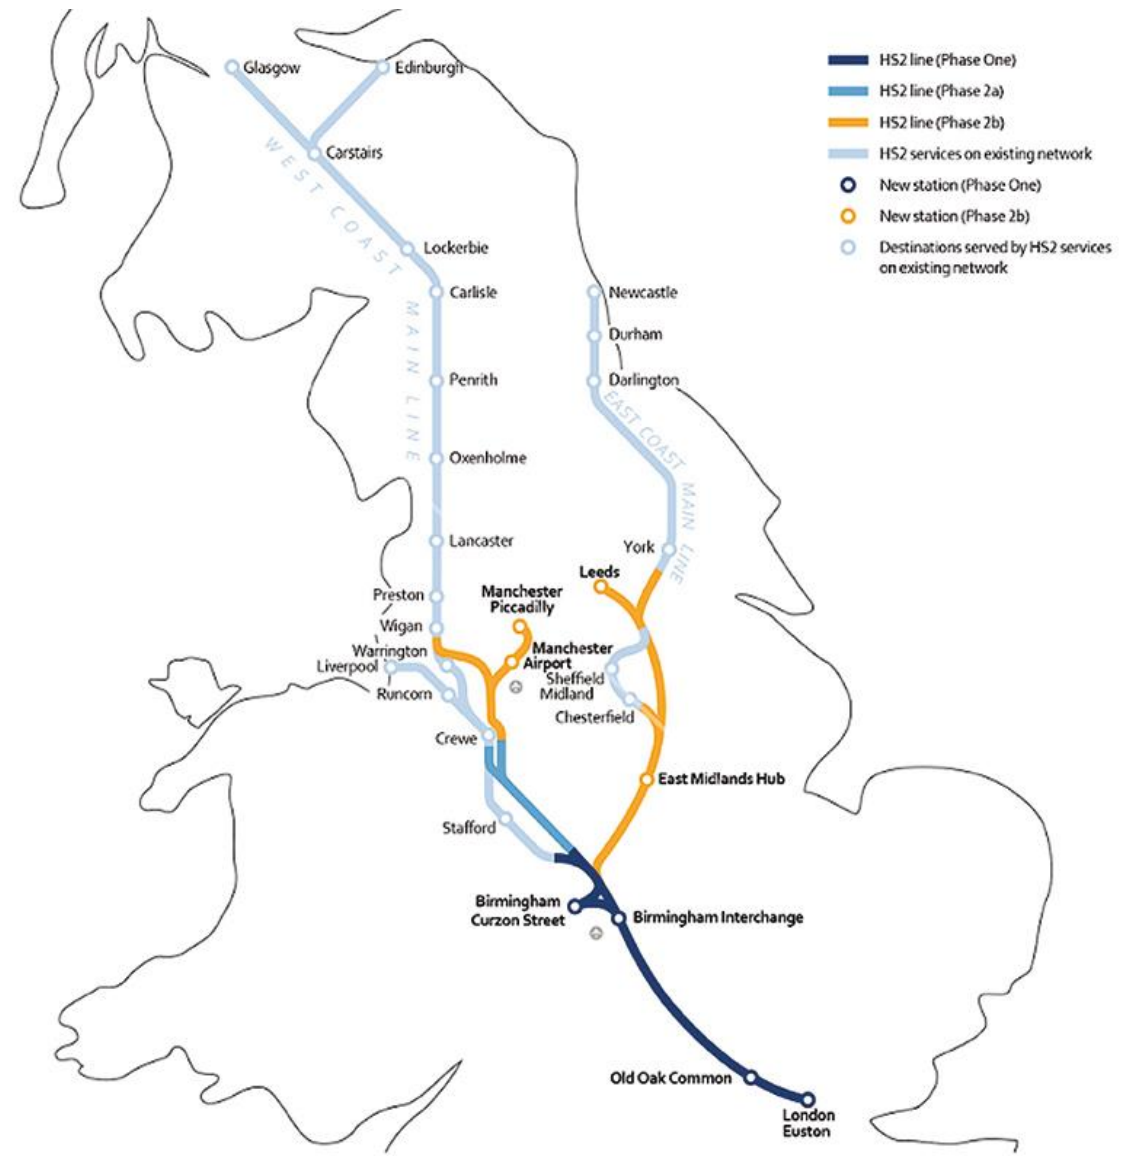 Glasgow
Edinburgh
Carstairs
WEST COAST MAIN LINE
Lockerbie
Carlisle
Penrith
Oxenholme
Lancaster
Preston
Wigan
Warrington
Liverpool
Runcorn
Crewe
Stafford
Manchester
Piccadilly
Manchester
Airport
Newcastle
Durham
Darlington
EAST COAST MAIN LINE
York
Leeds
Sheffield
Midland
Chesterfield
East Midlands Hub
Birmingham
Curzon Street
Birmingham Interchange
Old Oak Common
London
Euston
HS2 line (Phase One)
HS2 line (Phase 2a)
HS2 line (Phase 2b)
HS2 services on existing network
New station (Phase One)
New station (Phase 2b)
Destinations served by HS2 services
on existing network